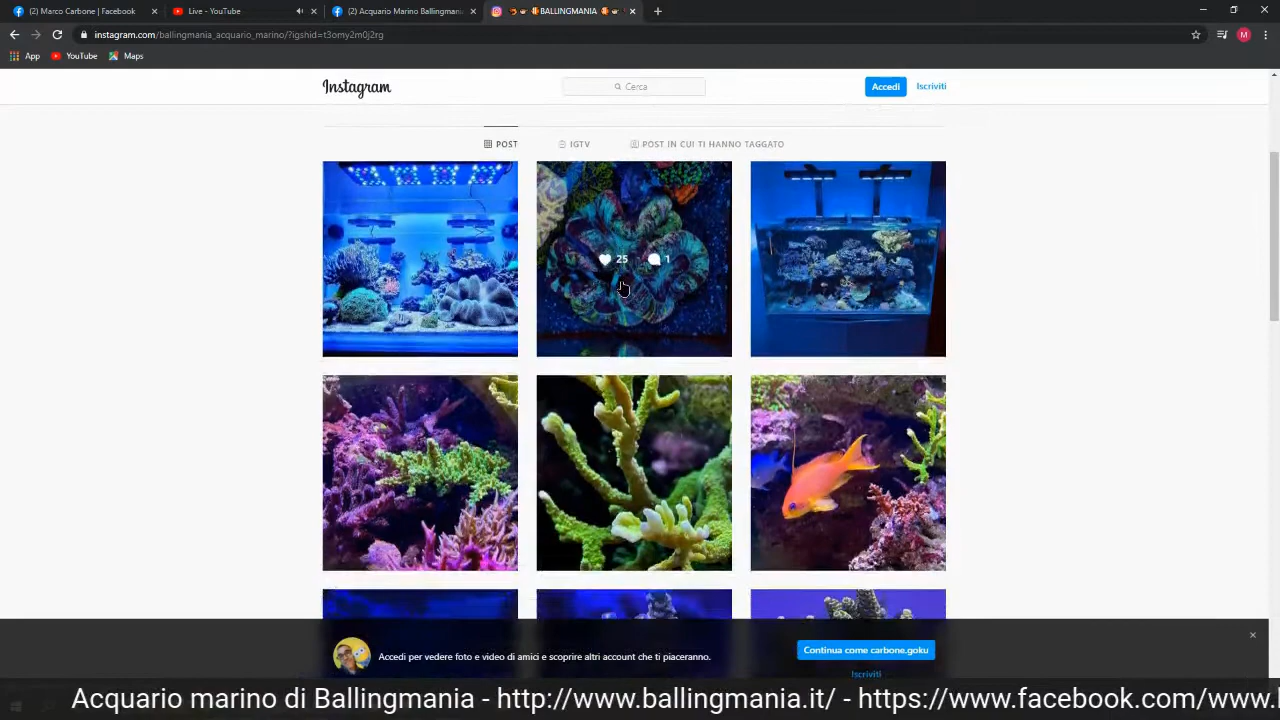 (2) Marco Carbone | Facebook
Live - YouTube
(2) Acquario Marino Ballingmania
BALLINGMANIA
instagram.com/ballingmania_acquario_marino/?igshid=t3omy2m0j2rg
M
App
YouTube
Maps
Instagram
Cerca
Accedi
Iscriviti
POST
IGTV
POST IN CUI TI HANNO TAGGATO
25
1
Accedi per vedere foto e video di amici e scoprire altri account che ti piaceranno.
Continua come carbone.goku
Iscriviti
Acquario marino di Ballingmania - http://www.ballingmania.it/ - https://www.facebook.com/www.